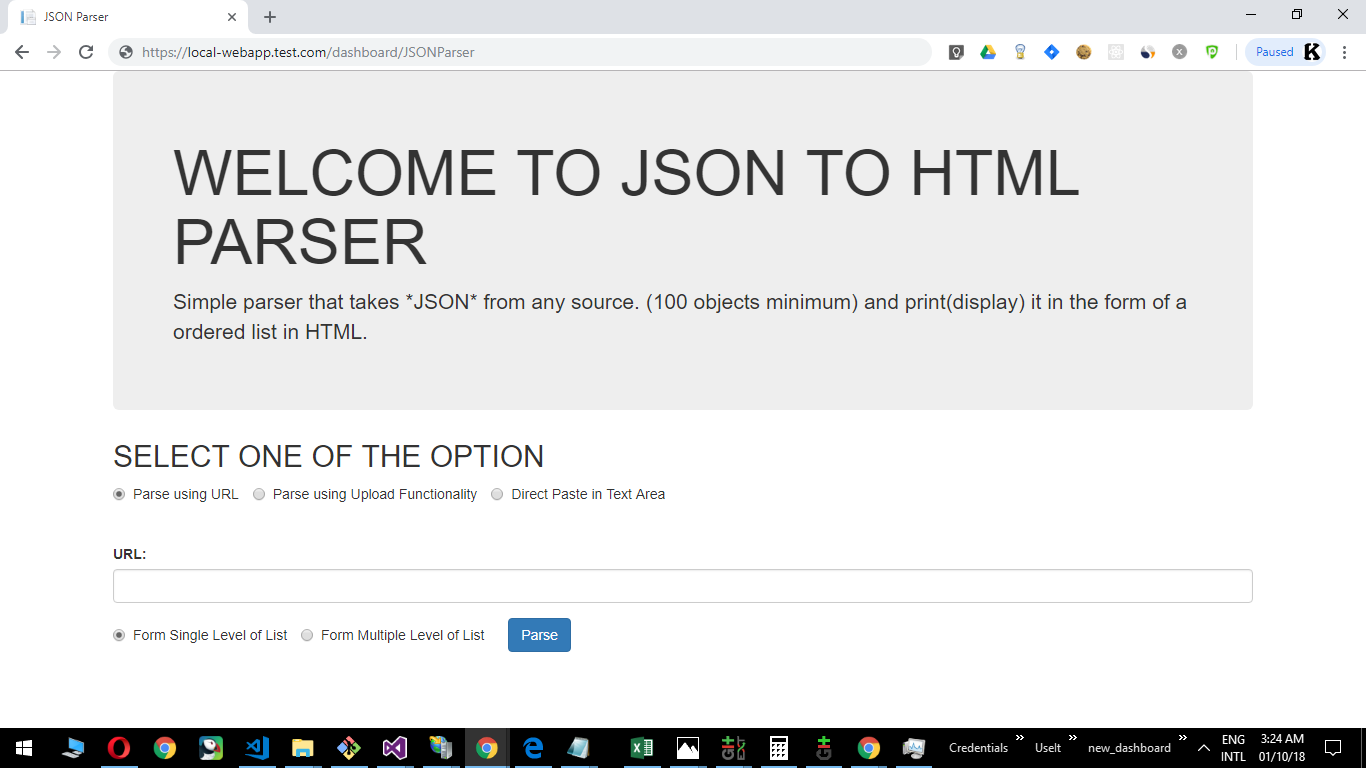 JSON Parser
https://local-webapp.test.com/dashboard/JSONParser
Paused
WELCOME TO JSON TO HTML
PARSER
Simple parser that takes *JSON* from any source. (100 objects minimum) and print(display) it in the form of a
ordered list in HTML.
SELECT ONE OF THE OPTION
Parse using URL Parse using Upload Functionality Direct Paste in Text Area
URL:
Form Single Level of List Form Multiple Level of List Parse
Credentials » UseIt » new_dashboard »
ENG 3:24 AM
INTL 01/10/18